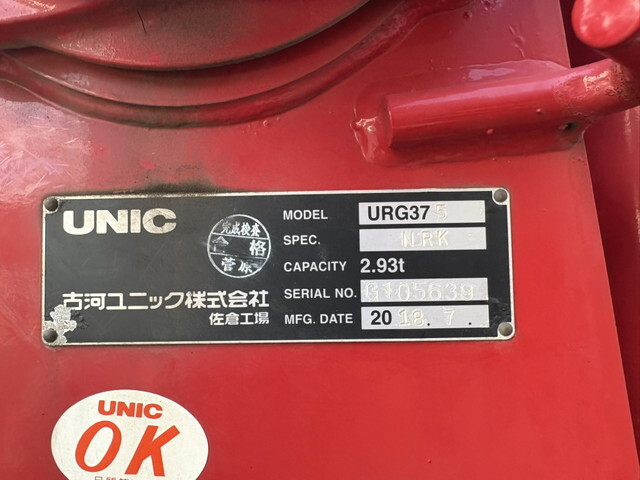 UNIC
完成検査
合格
菅原
古河ユニック株式会社
佐倉工場
MODEL URG375
SPEC. NRK
CAPACITY 2.93t
SERIAL NO. G105639
MFG. DATE 2018.7.
UNIC
OK